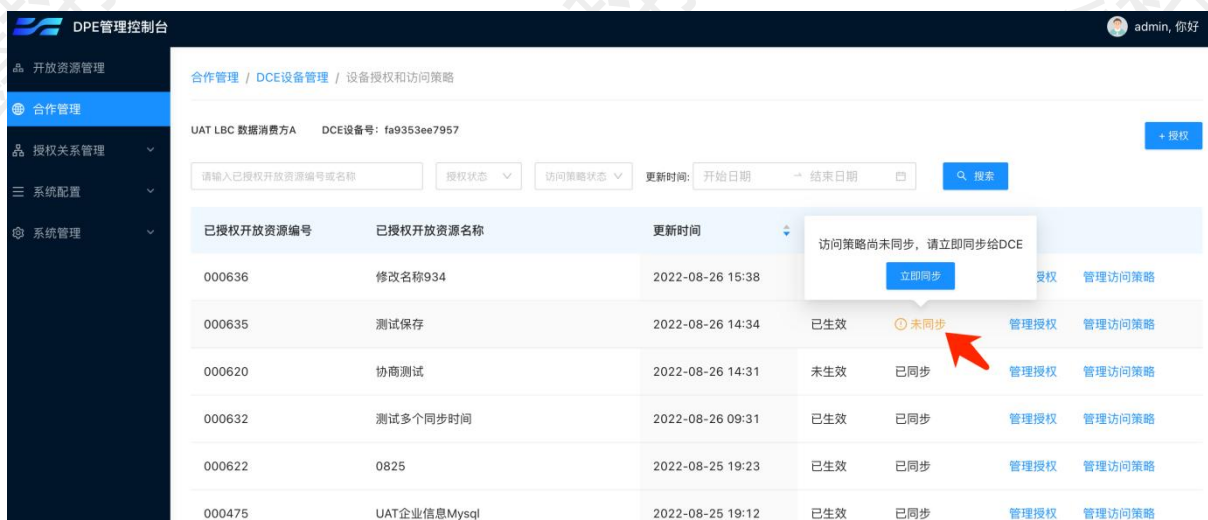 DPE管理控制台
admin, 你好
开放资源管理
合作管理
授权关系管理
系统配置
系统管理
合作管理 / DCE设备管理 / 设备授权和访问策略
UAT LBC 数据消费方A DCE设备号：fa9353ee7957
+ 授权
请输入已授权开放资源编号或名称 授权状态 访问策略状态 更新时间: 开始日期 → 结束日期 搜索
已授权开放资源编号 已授权开放资源名称 更新时间
访问策略尚未同步，请立即同步给DCE
立即同步
000636 修改名称934 2022-08-26 15:38 授权 管理访问策略
000635 测试保存 2022-08-26 14:34 已生效 未同步 管理授权 管理访问策略
000620 协商测试 2022-08-26 14:31 未生效 已同步 管理授权 管理访问策略
000632 测试多个同步时间 2022-08-26 09:31 已生效 已同步 管理授权 管理访问策略
000622 0825 2022-08-25 19:23 已生效 已同步 管理授权 管理访问策略
000475 UAT企业信息Mysql 2022-08-25 19:12 已生效 已同步 管理授权 管理访问策略